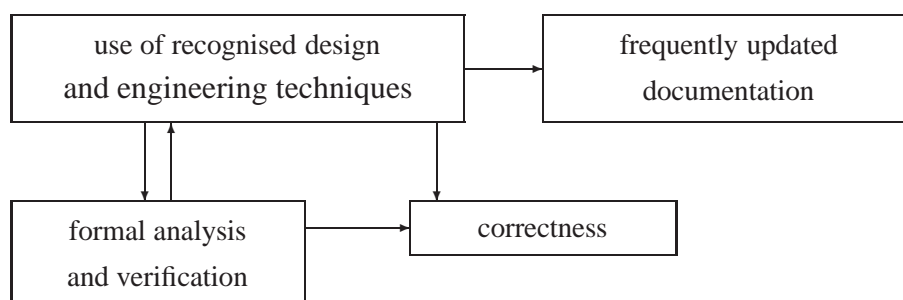 use of recognised design
and engineering techniques
frequently updated
documentation
formal analysis
and verification
correctness